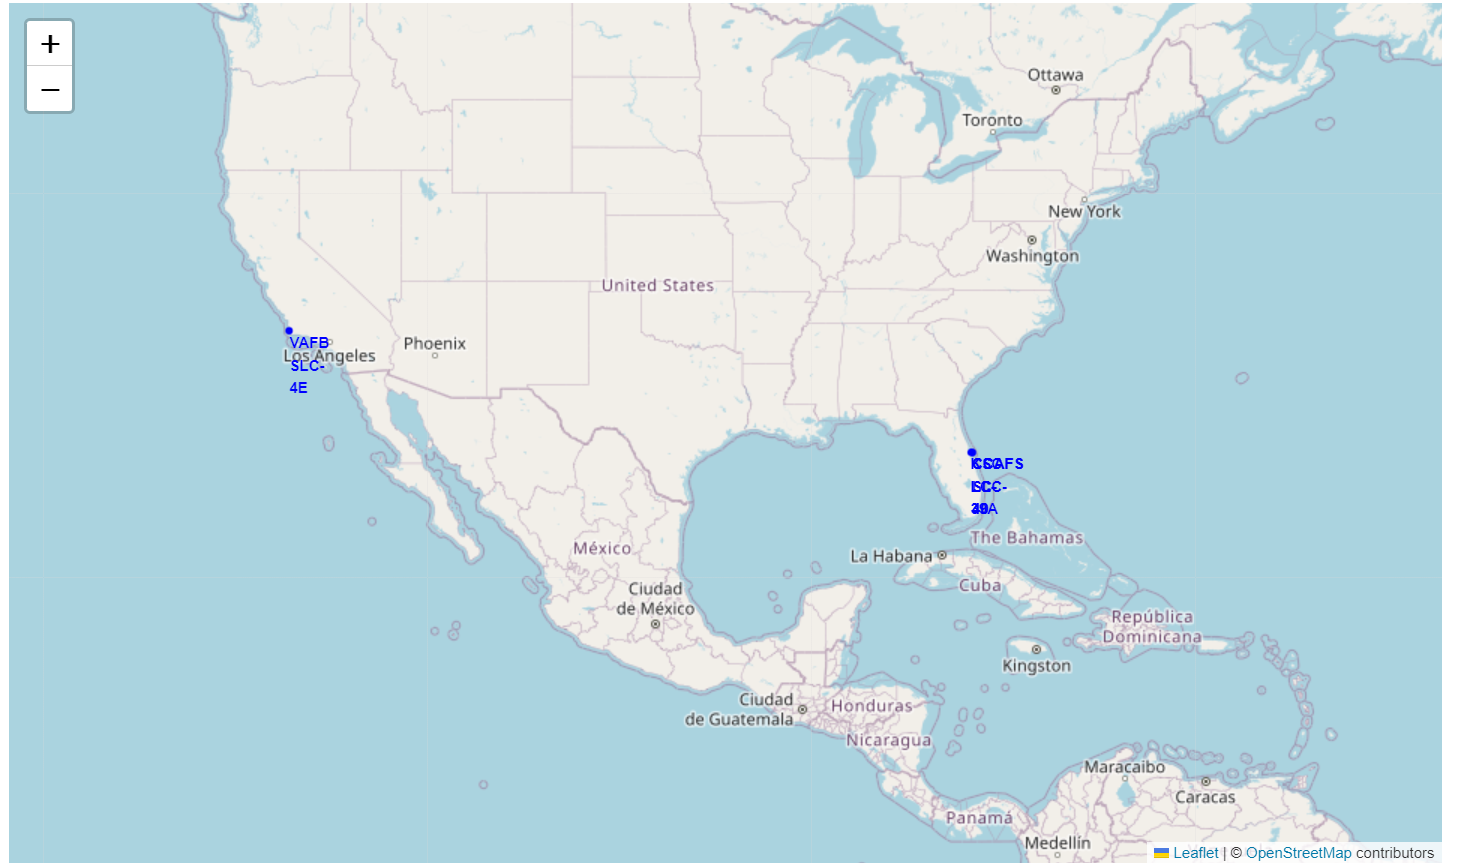 +
−
Ottawa
Toronto
New York
Washington
United States
VAFB
SLC-
4E
Los Angeles
Phoenix
México
Ciudad
de México
La Habana
The Bahamas
Cuba
República
Dominicana
Kingston
Ciudad
de Guatemala
Honduras
Nicaragua
Maracaibo
Caracas
Panamá
Medellín
Leaflet | © OpenStreetMap contributors